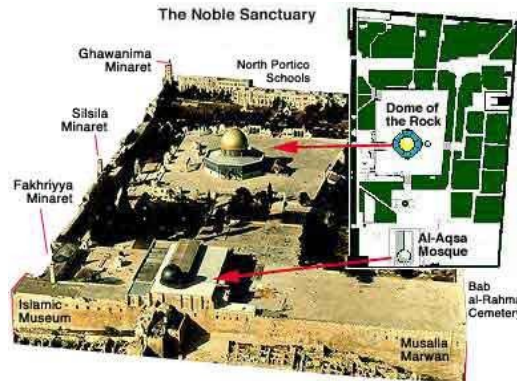 The Noble Sanctuary
Ghawanima
Minaret
North Portico
Schools
Silsila
Minaret
Fakhriyya
Minaret
Dome of
the Rock
Al-Aqsa
Mosque
Islamic
Museum
Musalla
Marwan
Bab
al-Rahma
Cemetery